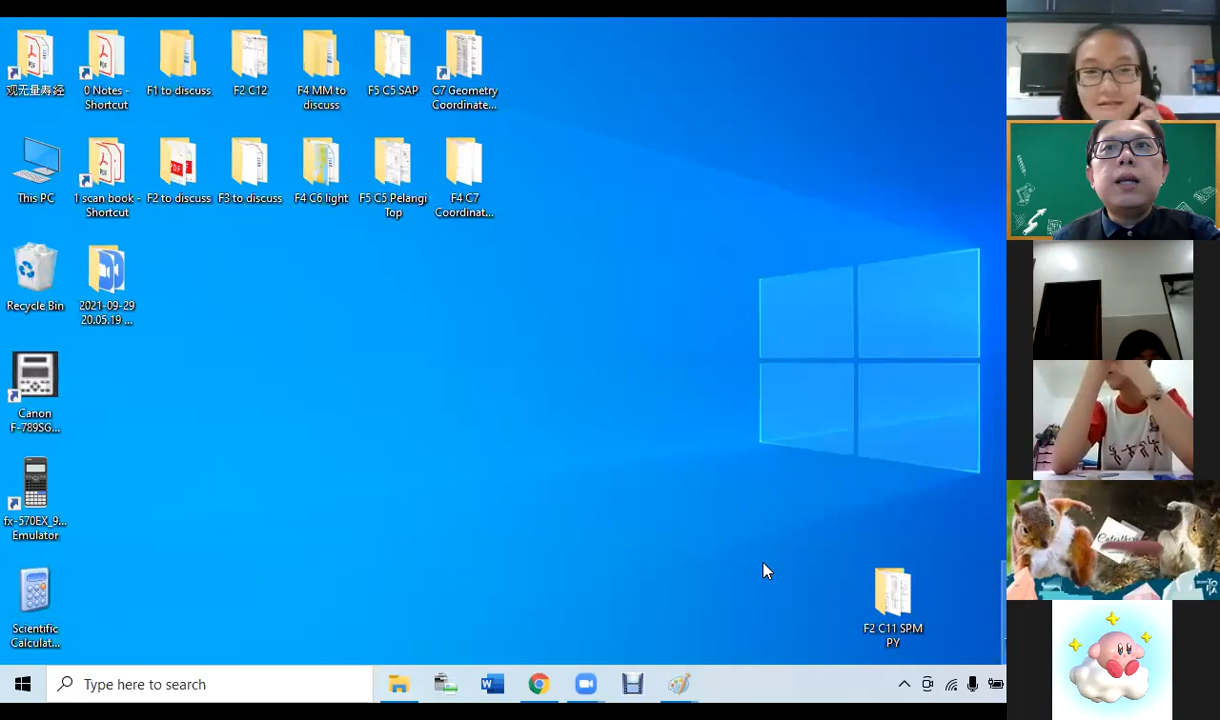 观无量寿经
0 Notes -
Shortcut
F1 to discuss
F2 C12
F4 MM to
discuss
F5 C5 SAP
C7 Geometry
Coordinate...
This PC
1 scan book -
Shortcut
F2 to discuss
F3 to discuss
F4 C6 light
F5 C5 Pelangi
Top
F4 C7
Coordinat...
Recycle Bin
2021-09-29
20.05.19 ...
Canon
F-789SG...
fx-570EX_9...
Emulator
Scientific
Calculat...
F2 C11 SPM
PY
Type here to search